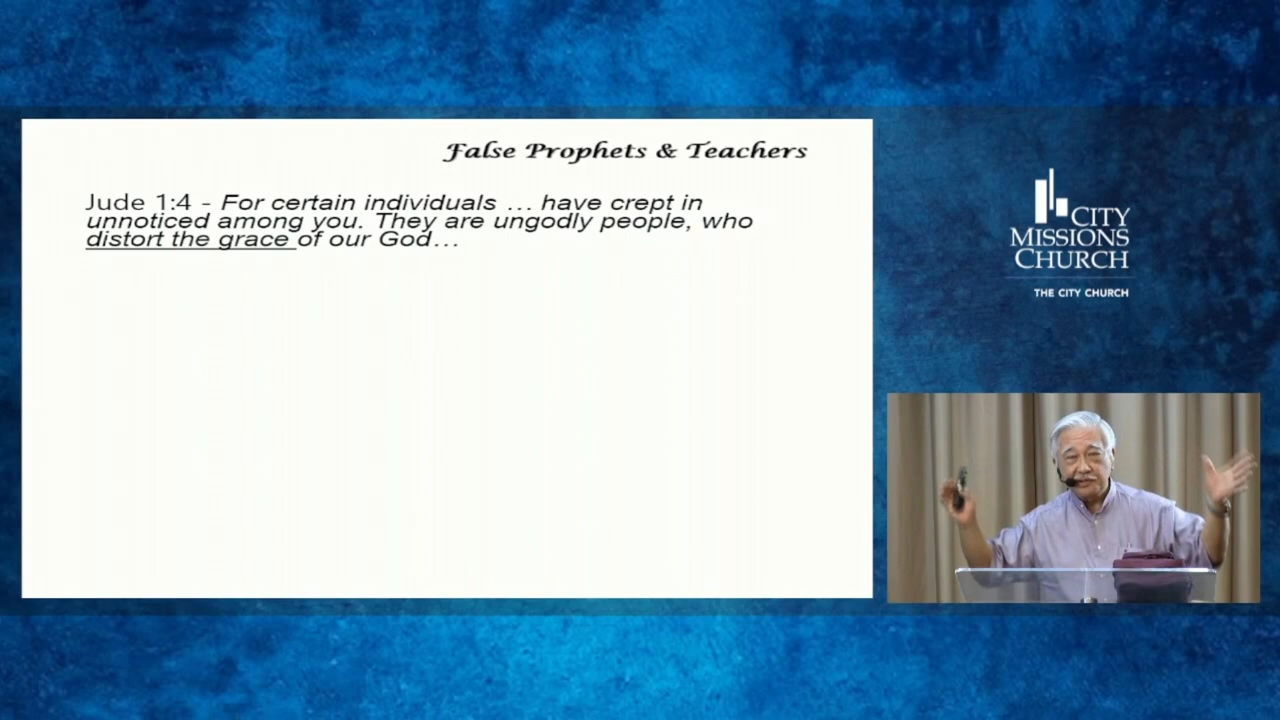 False Prophets & Teachers
Jude 1:4 - For certain individuals … have crept in
unnoticed among you. They are ungodly people, who
distort the grace of our God…
CITY
MISSIONS
CHURCH
THE CITY CHURCH